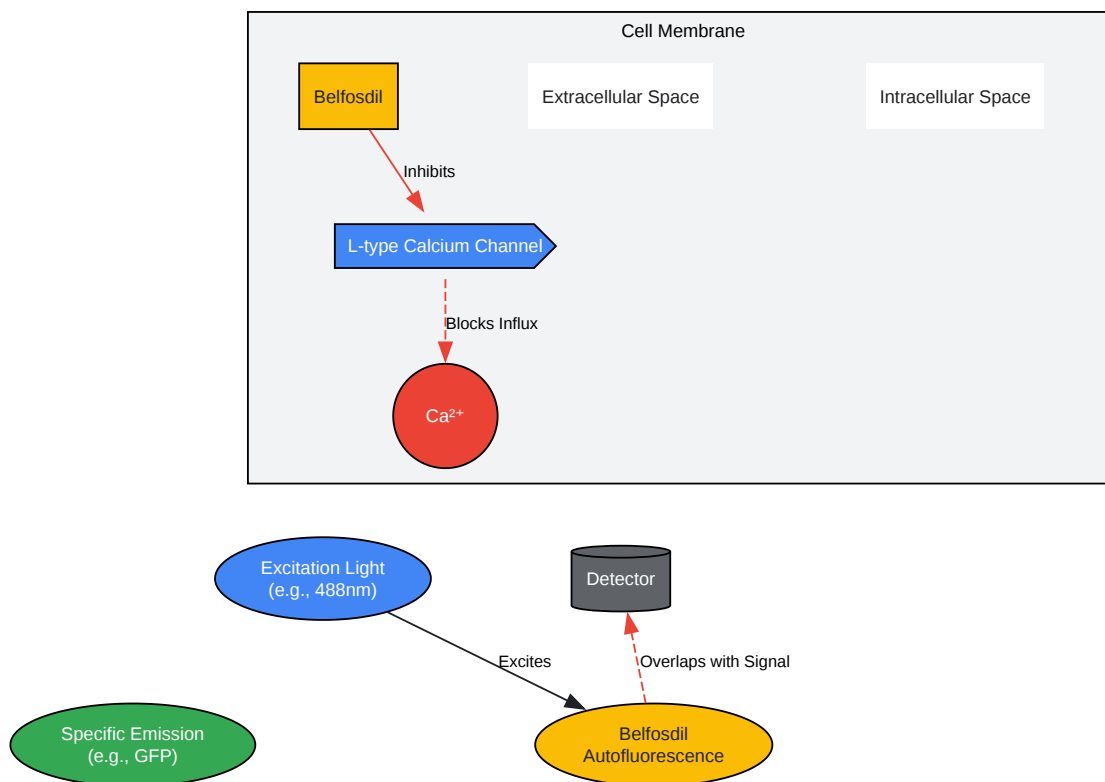 Cell Membrane
Belfosdil
Extracellular Space
Intracellular Space
Inhibits
L-type Calcium Channel
Blocks Influx
Ca²⁺
Excitation Light
(e.g., 488nm)
Detector
Excites
Overlaps with Signal
Specific Emission
(e.g., GFP)
Belfosdil
Autofluorescence